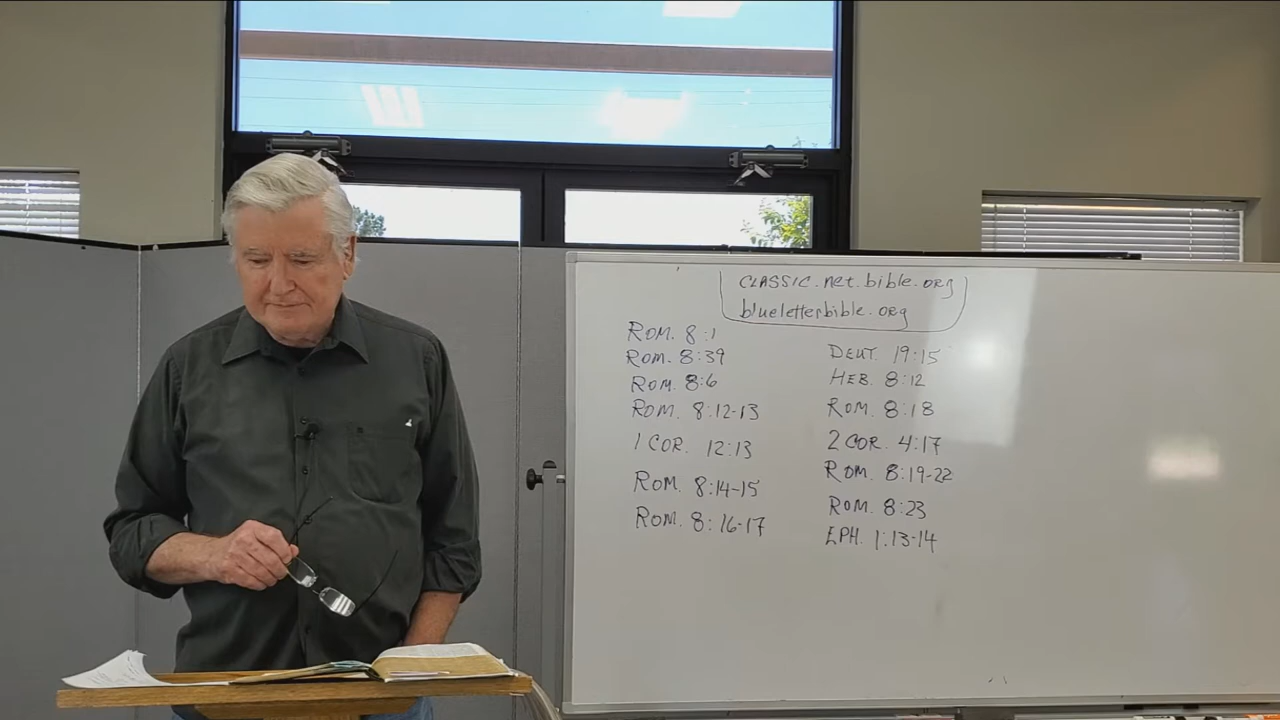 CLASSIC.net.bible.ORG
blueletterbible.ORG
ROM. 8:1
ROM. 8:39
ROM. 8:6
ROM. 8:12-13
1 COR. 12:13
ROM. 8:14-15
ROM. 8:16-17
DEUT. 19:15
HEB. 8:12
ROM. 8:18
2 COR. 4:17
ROM. 8:19-22
ROM. 8:23
EPH. 1:13-14